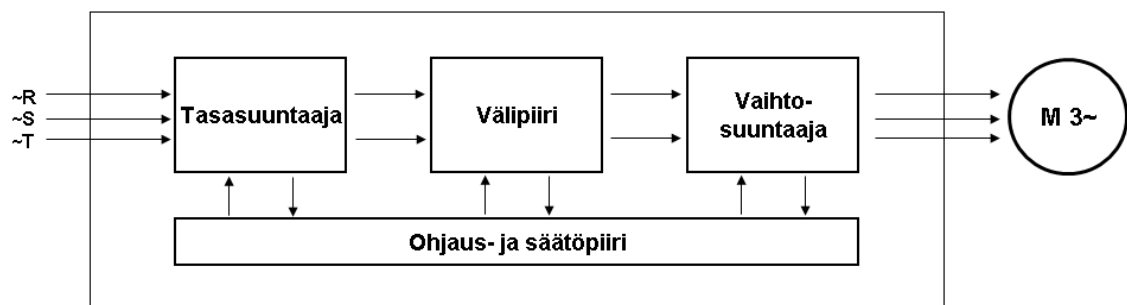 ~R
~S
~T
Tasasuuntaaja
Välipiiri
Vaihto-
suuntaaja
M 3~
Ohjaus- ja säätöpiiri